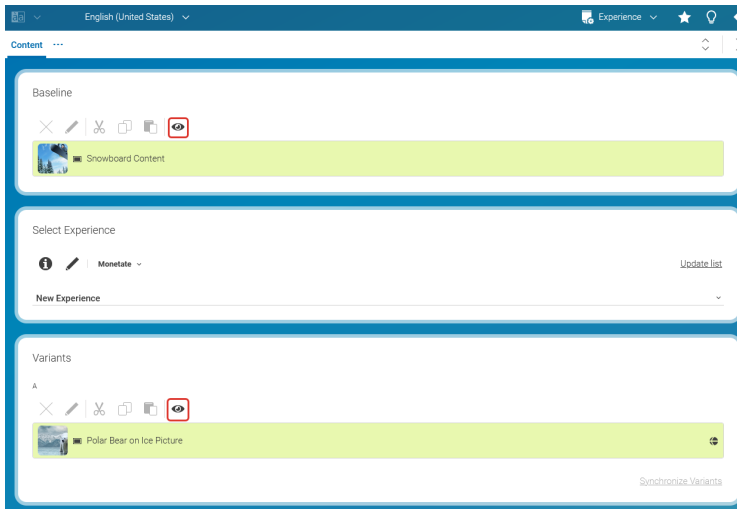 English (United States)
Experience
Content
Baseline
Snowboard Content
Select Experience
Monetate
Update list
New Experience
Variants
A
Polar Bear on Ice Picture
Synchronize Variants